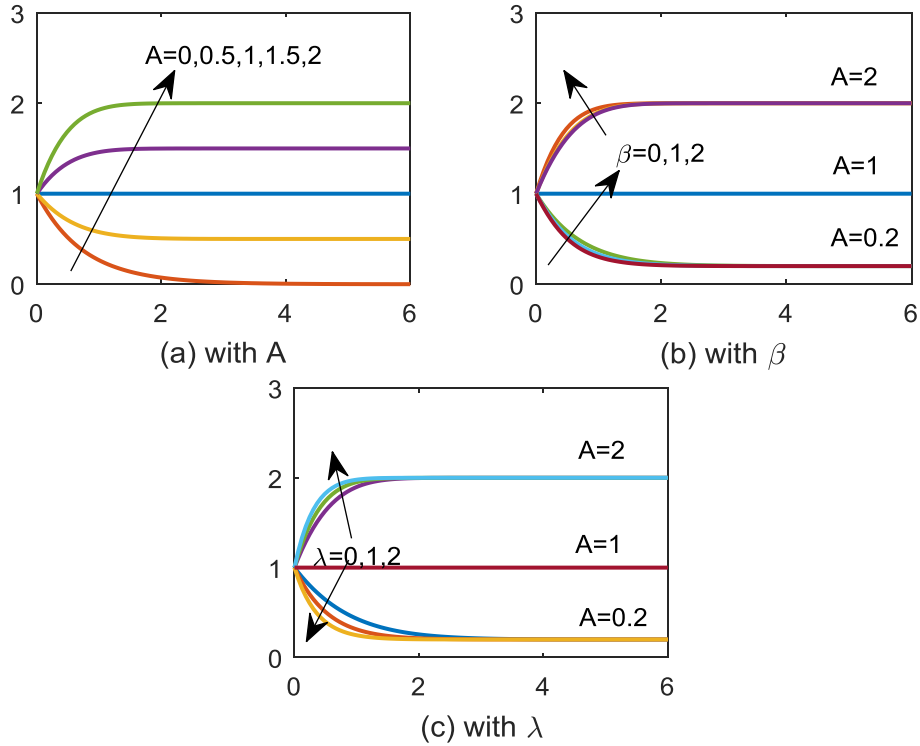 3
A=0,0.5,1,1.5,2
2
1
0
0 2 4 6
(a) with A
3
A=2
2
β=0,1,2
A=1
1
A=0.2
0
0 2 4 6
(b) with β
3
A=2
2
A=1
λ=0,1,2
1
A=0.2
0
0 2 4 6
(c) with λ